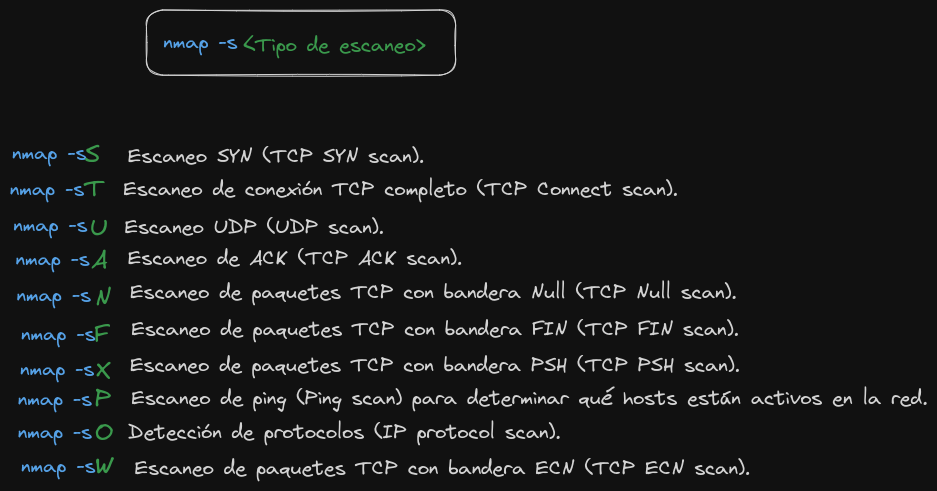 nmap -s <Tipo de escaneo>
nmap -sS Escaneo SYN (TCP SYN scan).
nmap -sT Escaneo de conexión TCP completo (TCP Connect scan).
nmap -sU Escaneo UDP (UDP scan).
nmap -sA Escaneo de ACK (TCP ACK scan).
nmap -sN Escaneo de paquetes TCP con bandera Null (TCP Null scan).
nmap -sF Escaneo de paquetes TCP con bandera FIN (TCP FIN scan).
nmap -sX Escaneo de paquetes TCP con bandera PSH (TCP PSH scan).
nmap -sP Escaneo de ping (Ping scan) para determinar qué hosts están activos en la red.
nmap -sO Detección de protocolos (IP protocol scan).
nmap -sW Escaneo de paquetes TCP con bandera ECN (TCP ECN scan).